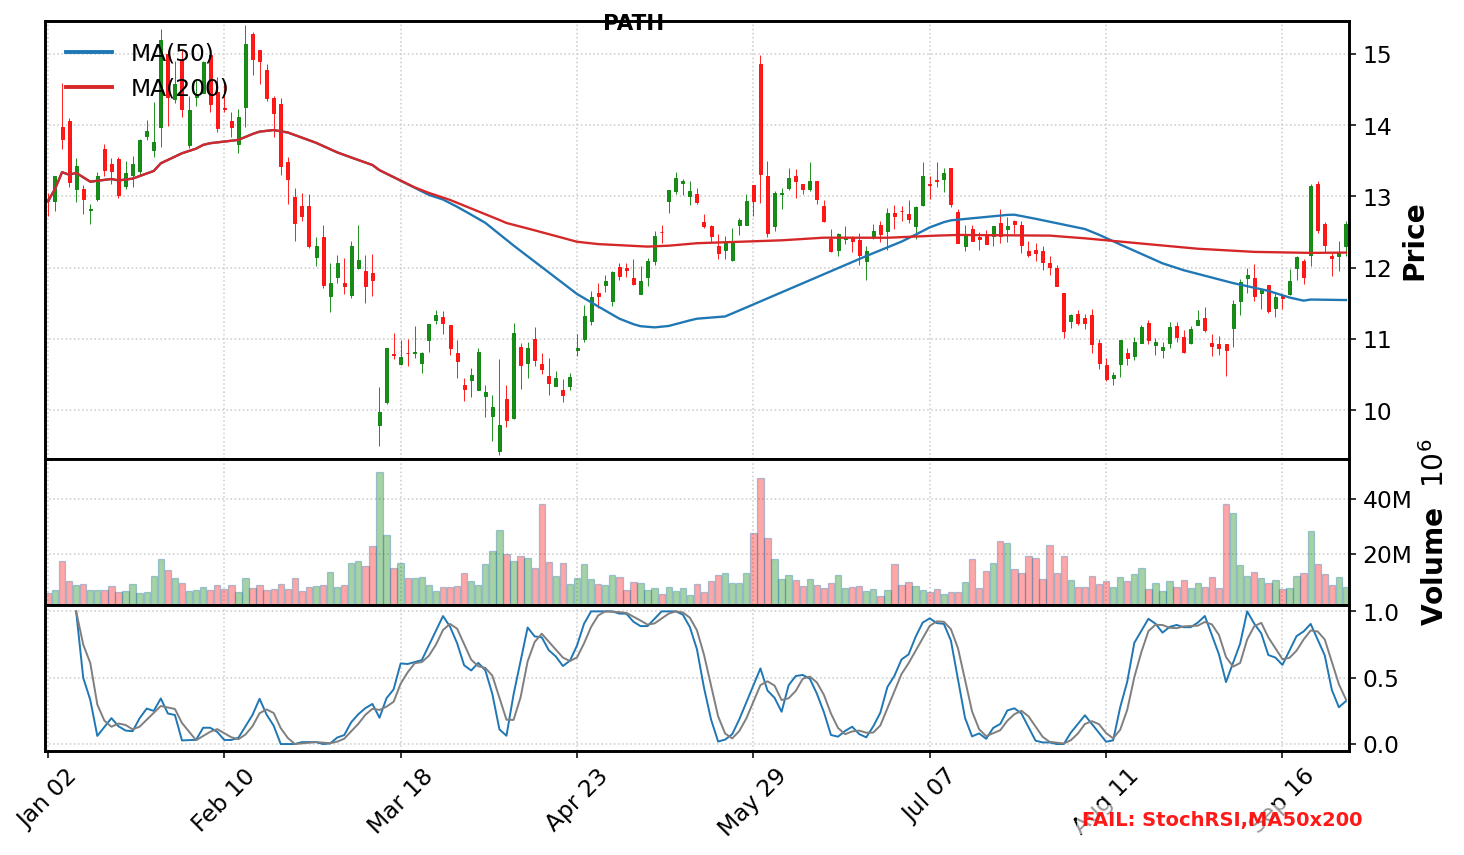 PATH
MA(50)
MA(200)
15
14
13
12
11
10
Price
10⁶
40M
20M
Volume
1.0
0.5
0.0
Jan 02
Feb 10
Mar 18
Apr 23
May 29
Jul 07
Aug 11
Sep 16
FAIL: StochRSI,MA50x200